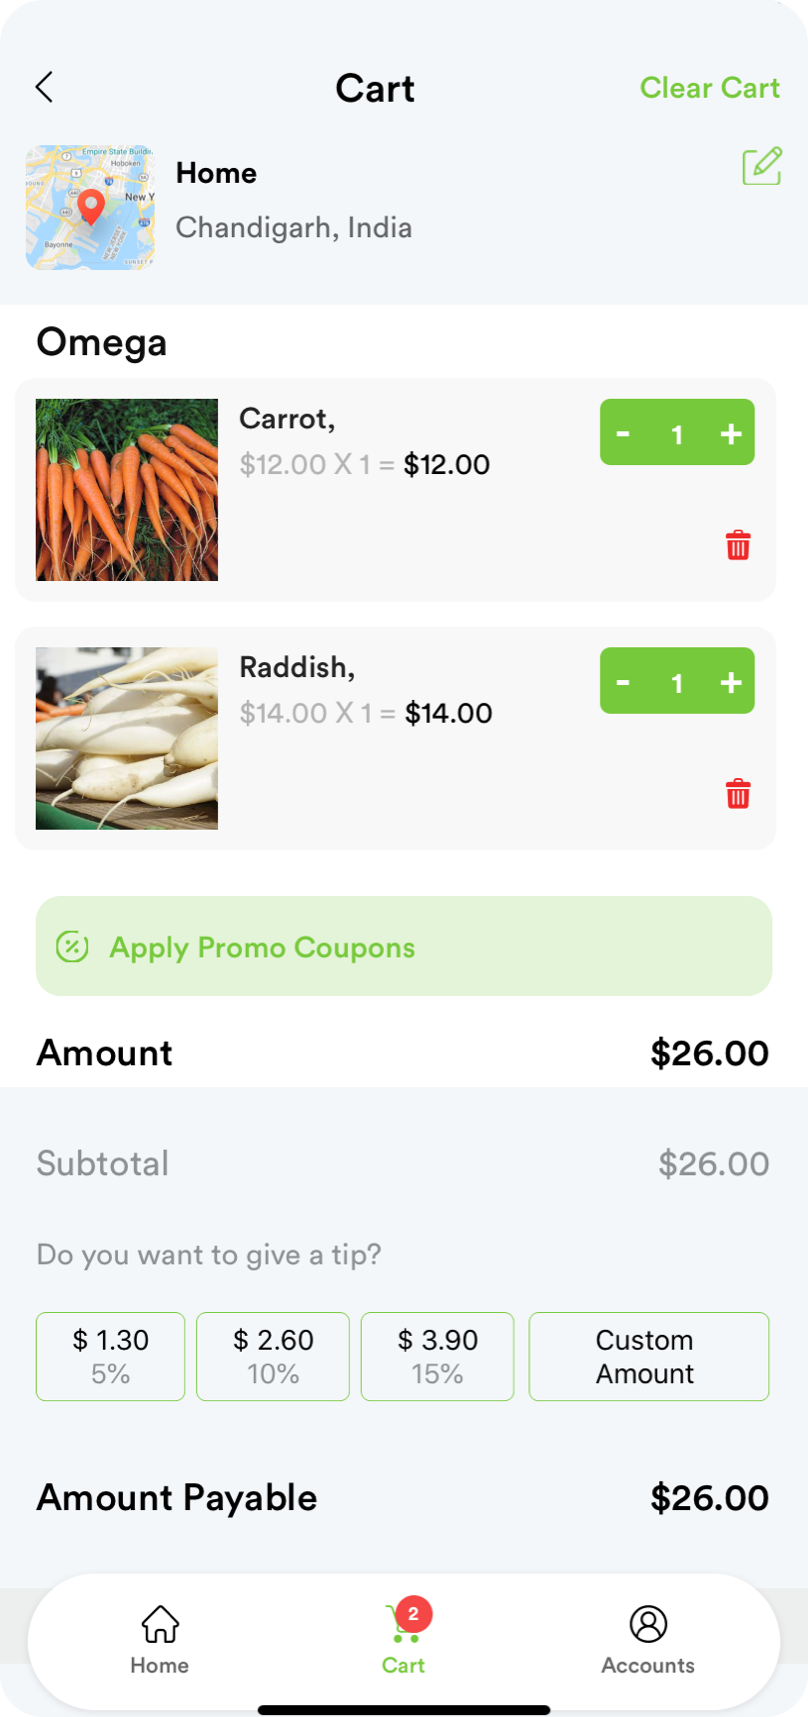 Cart
Clear Cart
Empire State Buildin
Hoboken
New Y
Bayonne
Home
Chandigarh, India
Omega
Carrot,
$12.00 X 1 = $12.00
- 1 +
Raddish,
$14.00 X 1 = $14.00
- 1 +
Apply Promo Coupons
Amount $26.00
Subtotal $26.00
Do you want to give a tip?
$ 1.30 $ 2.60 $ 3.90 Custom
5% 10% 15% Amount
Amount Payable $26.00
2
Home Cart Accounts